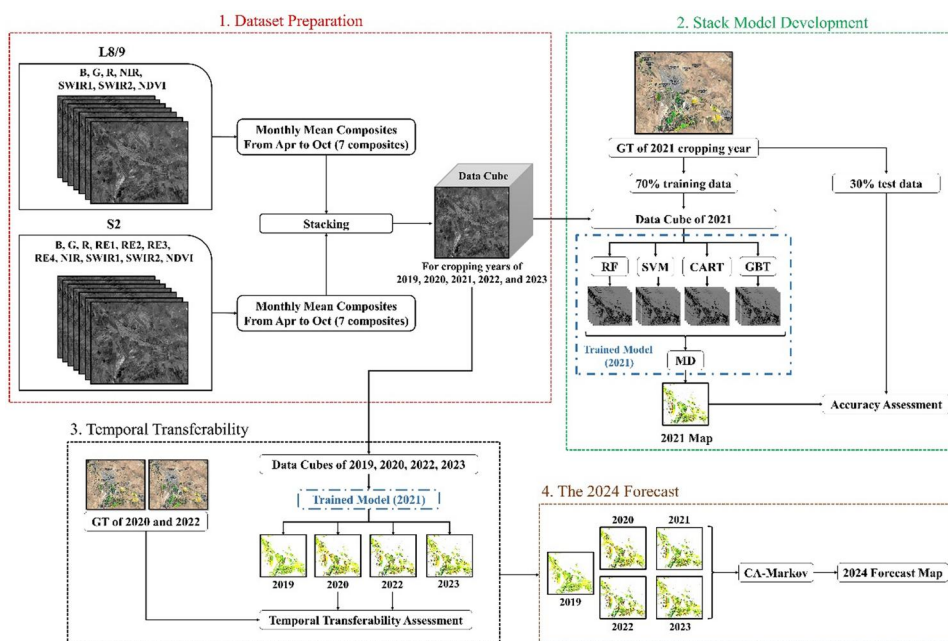 1. Dataset Preparation
L8/9
B, G, R, NIR,
SWIR1, SWIR2, NDVI
Monthly Mean Composites
From Apr to Oct (7 composites)
Stacking
S2
B, G, R, RE1, RE2, RE3,
RE4, NIR, SWIR1, SWIR2, NDVI
Monthly Mean Composites
From Apr to Oct (7 composites)
Data Cube
For cropping years of
2019, 2020, 2021, 2022, and 2023
2. Stack Model Development
GT of 2021 cropping year
70% training data
30% test data
Data Cube of 2021
RF
SVM
CART
GBT
Trained Model
(2021)
MD
2021 Map
Accuracy Assessment
3. Temporal Transferability
GT of 2020 and 2022
Data Cubes of 2019, 2020, 2022, 2023
Trained Model (2021)
2019
2020
2022
2023
Temporal Transferability Assessment
4. The 2024 Forecast
2019
2020
2021
2022
2023
CA-Markov
2024 Forecast Map